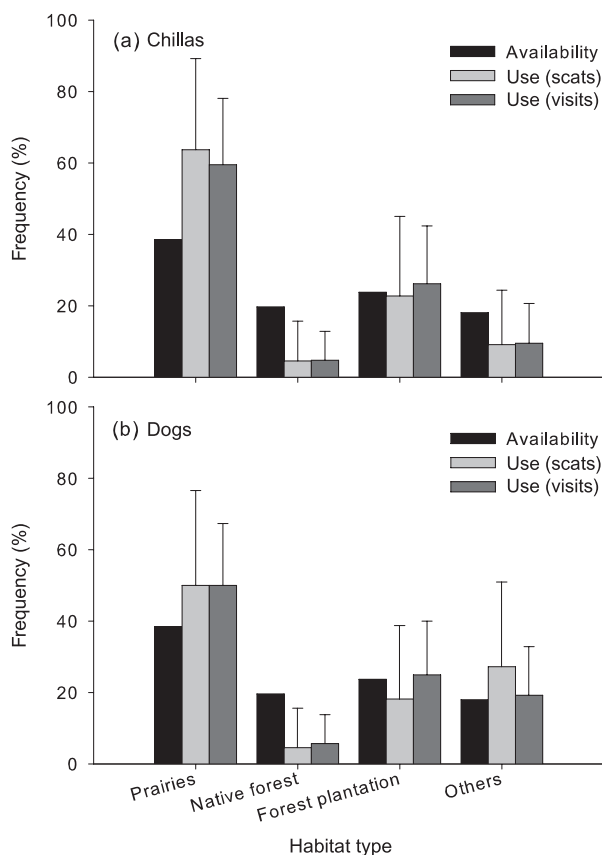 (a) Chillas
Availability
Use (scats)
Use (visits)
100
80
60
40
20
0
Frequency (%)
(b) Dogs
Availability
Use (scats)
Use (visits)
100
80
60
40
20
0
Frequency (%)
Prairies
Native forest
Forest plantation
Others
Habitat type